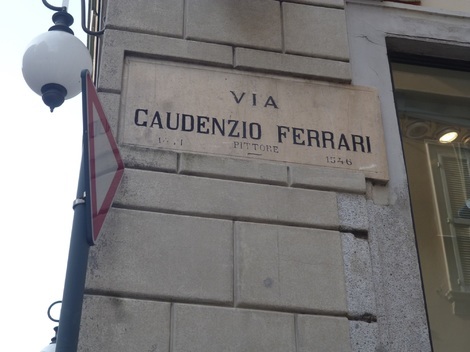 VIA
GAUDENZIO FERRARI
PITTORE 1546